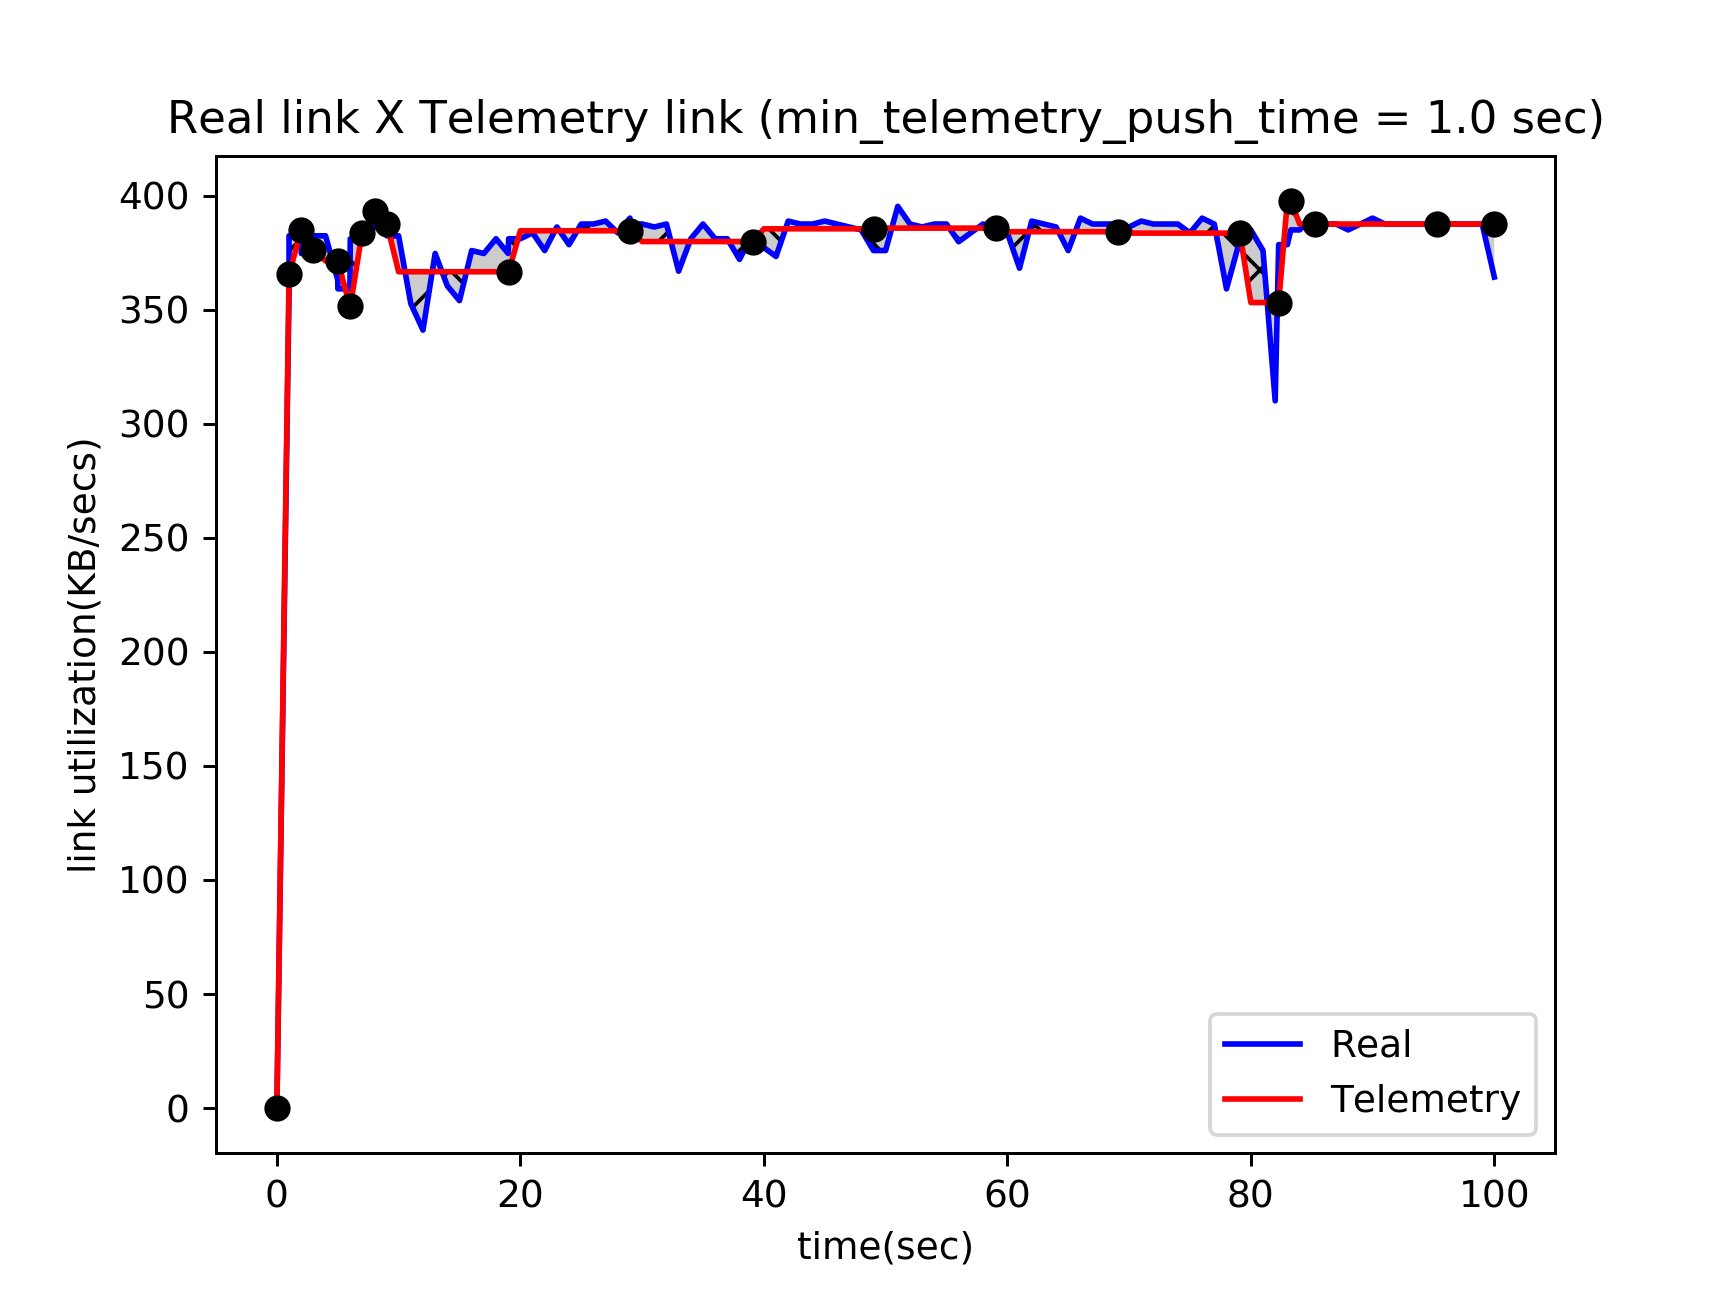 Real link X Telemetry link (min_telemetry_push_time = 1.0 sec)
link utilization(KB/secs)
400
350
300
250
200
150
100
50
0
Real
Telemetry
0 20 40 60 80 100
time(sec)